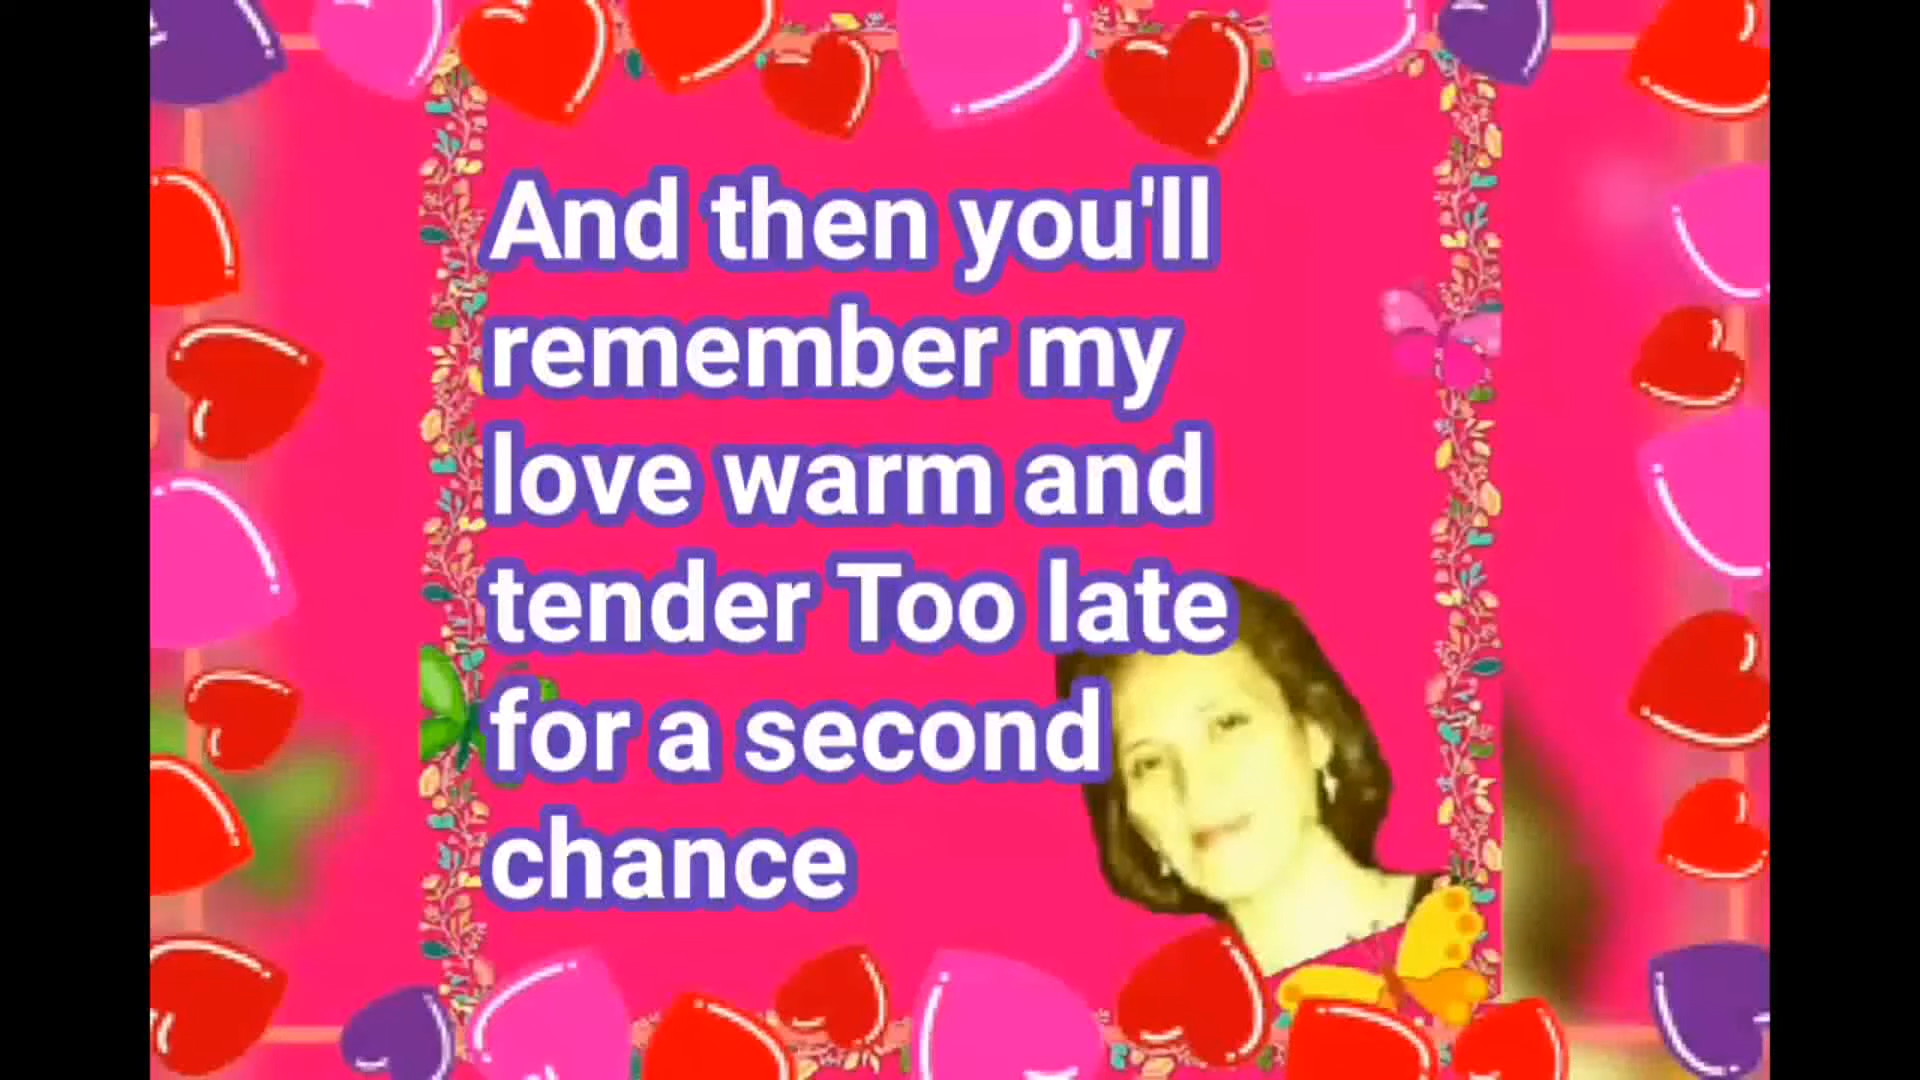 And then you'll
remember my
love warm and
tender Too late
for a second
chance